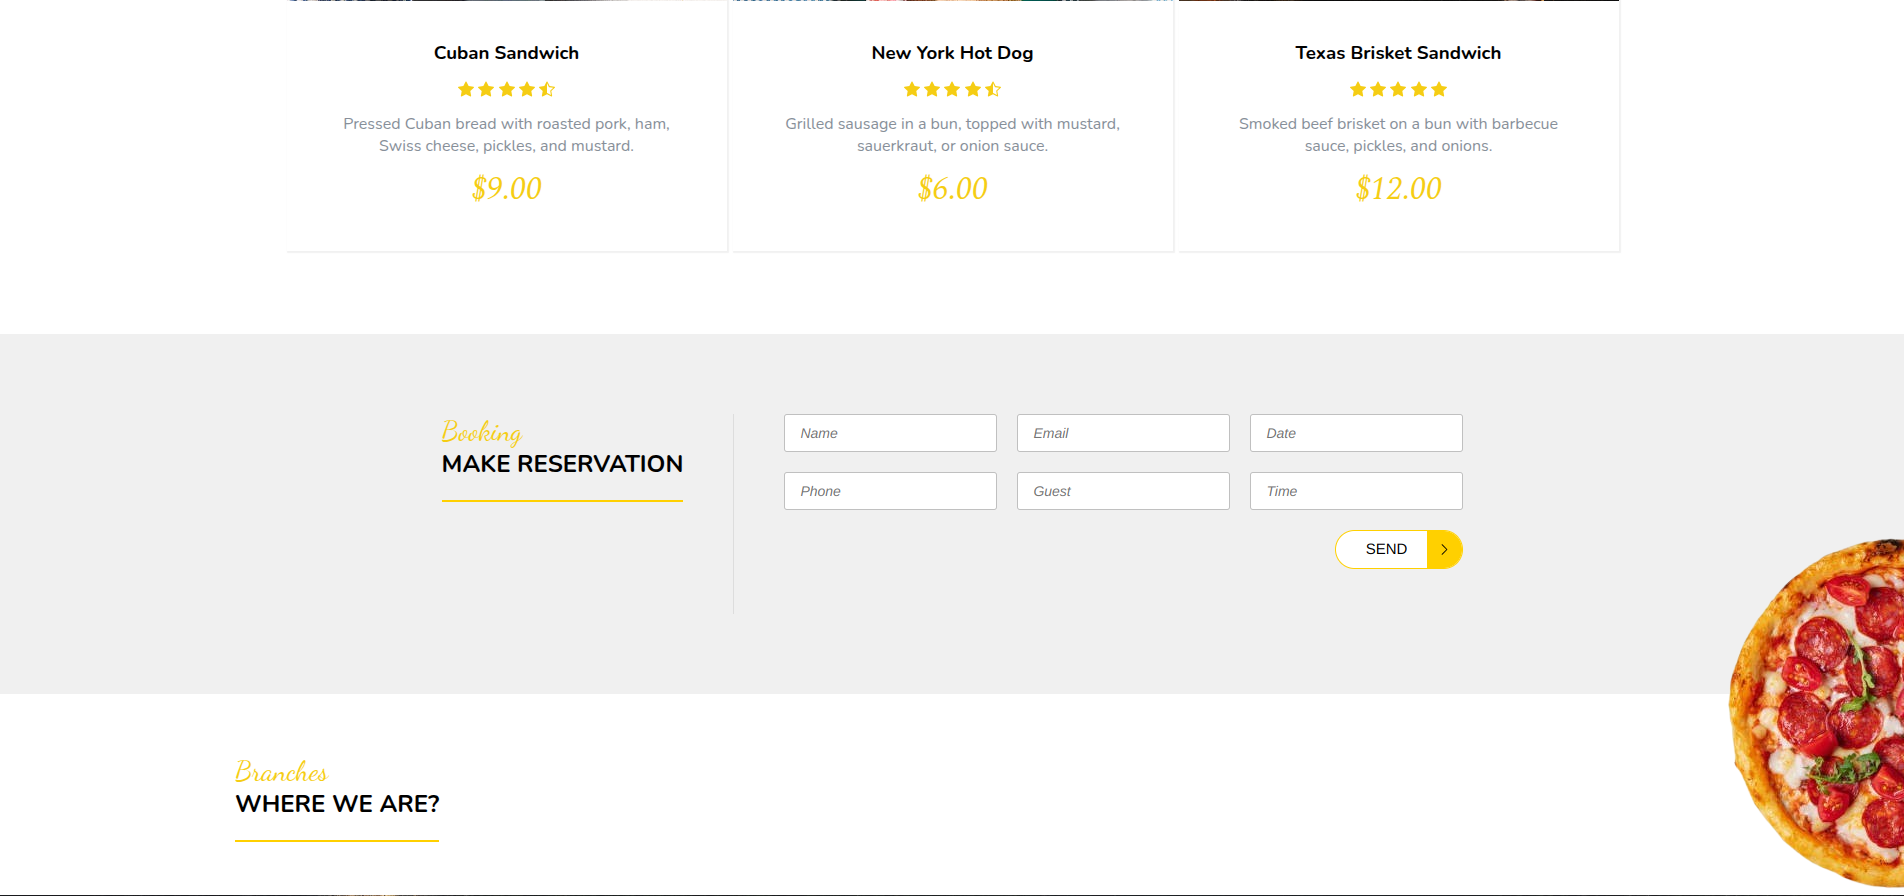 Cuban Sandwich
Pressed Cuban bread with roasted pork, ham,
Swiss cheese, pickles, and mustard.
$9.00
New York Hot Dog
Grilled sausage in a bun, topped with mustard,
sauerkraut, or onion sauce.
$6.00
Texas Brisket Sandwich
Smoked beef brisket on a bun with barbecue
sauce, pickles, and onions.
$12.00
Booking
MAKE RESERVATION
Name
Email
Date
Phone
Guest
Time
SEND
Branches
WHERE WE ARE?